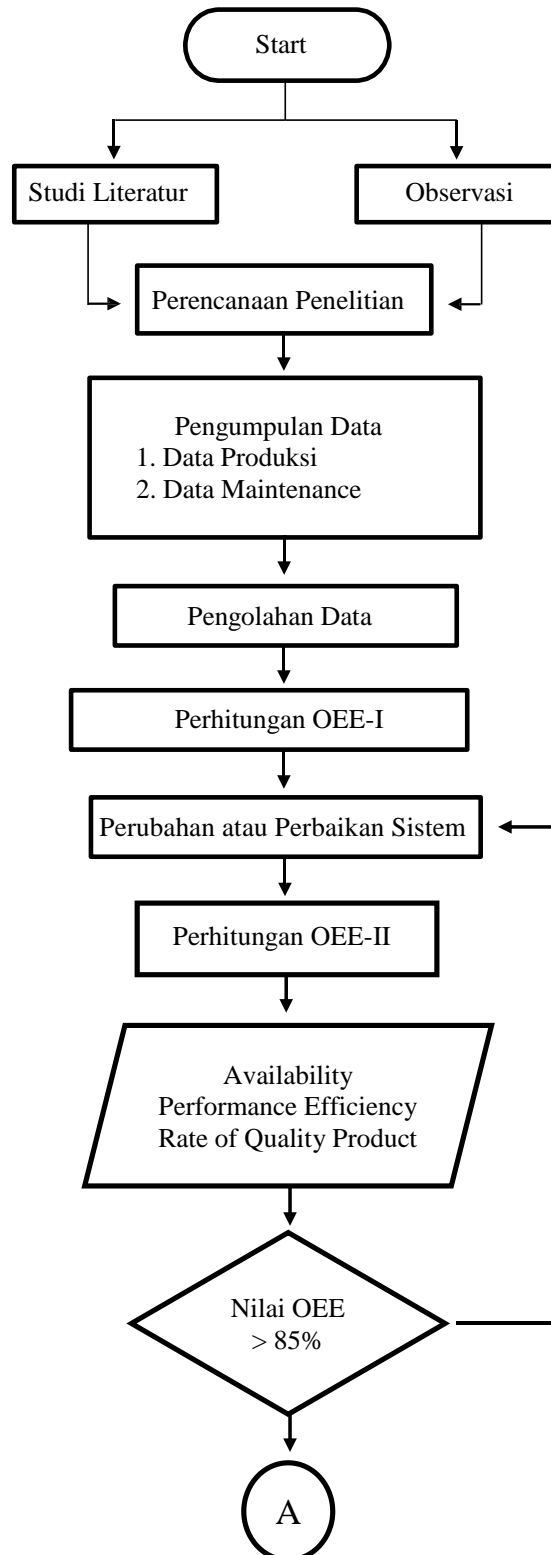 Start
Studi Literatur
Observasi
Perencanaan Penelitian
Pengumpulan Data
1. Data Produksi
2. Data Maintenance
Pengolahan Data
Perhitungan OEE-I
Perubahan atau Perbaikan Sistem
Perhitungan OEE-II
Availability
Performance Efficiency
Rate of Quality Product
Nilai OEE
> 85%
A